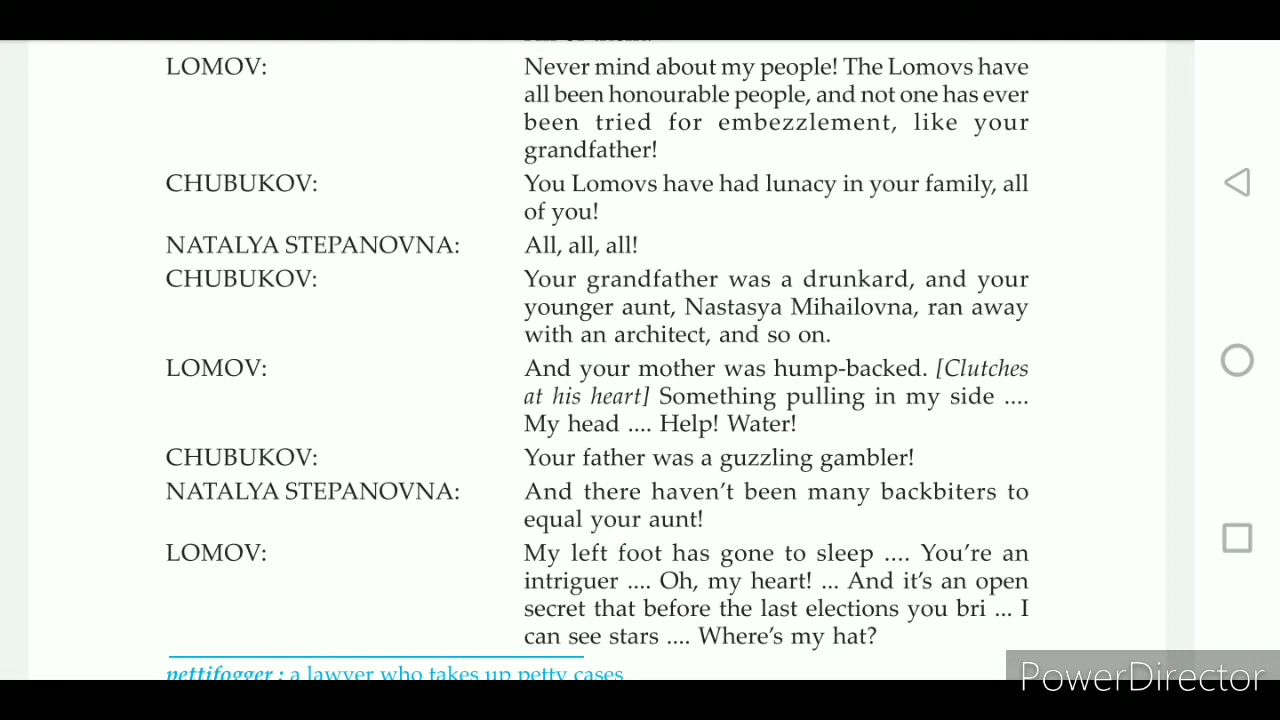 LOMOV: Never mind about my people! The Lomovs have
all been honourable people, and not one has ever
been tried for embezzlement, like your
grandfather!
CHUBUKOV: You Lomovs have had lunacy in your family, all
of you!
NATALYA STEPANOVNA: All, all, all!
CHUBUKOV: Your grandfather was a drunkard, and your
younger aunt, Nastasya Mihailovna, ran away
with an architect, and so on.
LOMOV: And your mother was hump-backed. [Clutches
at his heart] Something pulling in my side ....
My head .... Help! Water!
CHUBUKOV: Your father was a guzzling gambler!
NATALYA STEPANOVNA: And there haven't been many backbiters to
equal your aunt!
LOMOV: My left foot has gone to sleep .... You're an
intriguer .... Oh, my heart! ... And it's an open
secret that before the last elections you bri ... I
can see stars .... Where's my hat?
pettifogger : a lawyer who takes up petty cases
PowerDirector